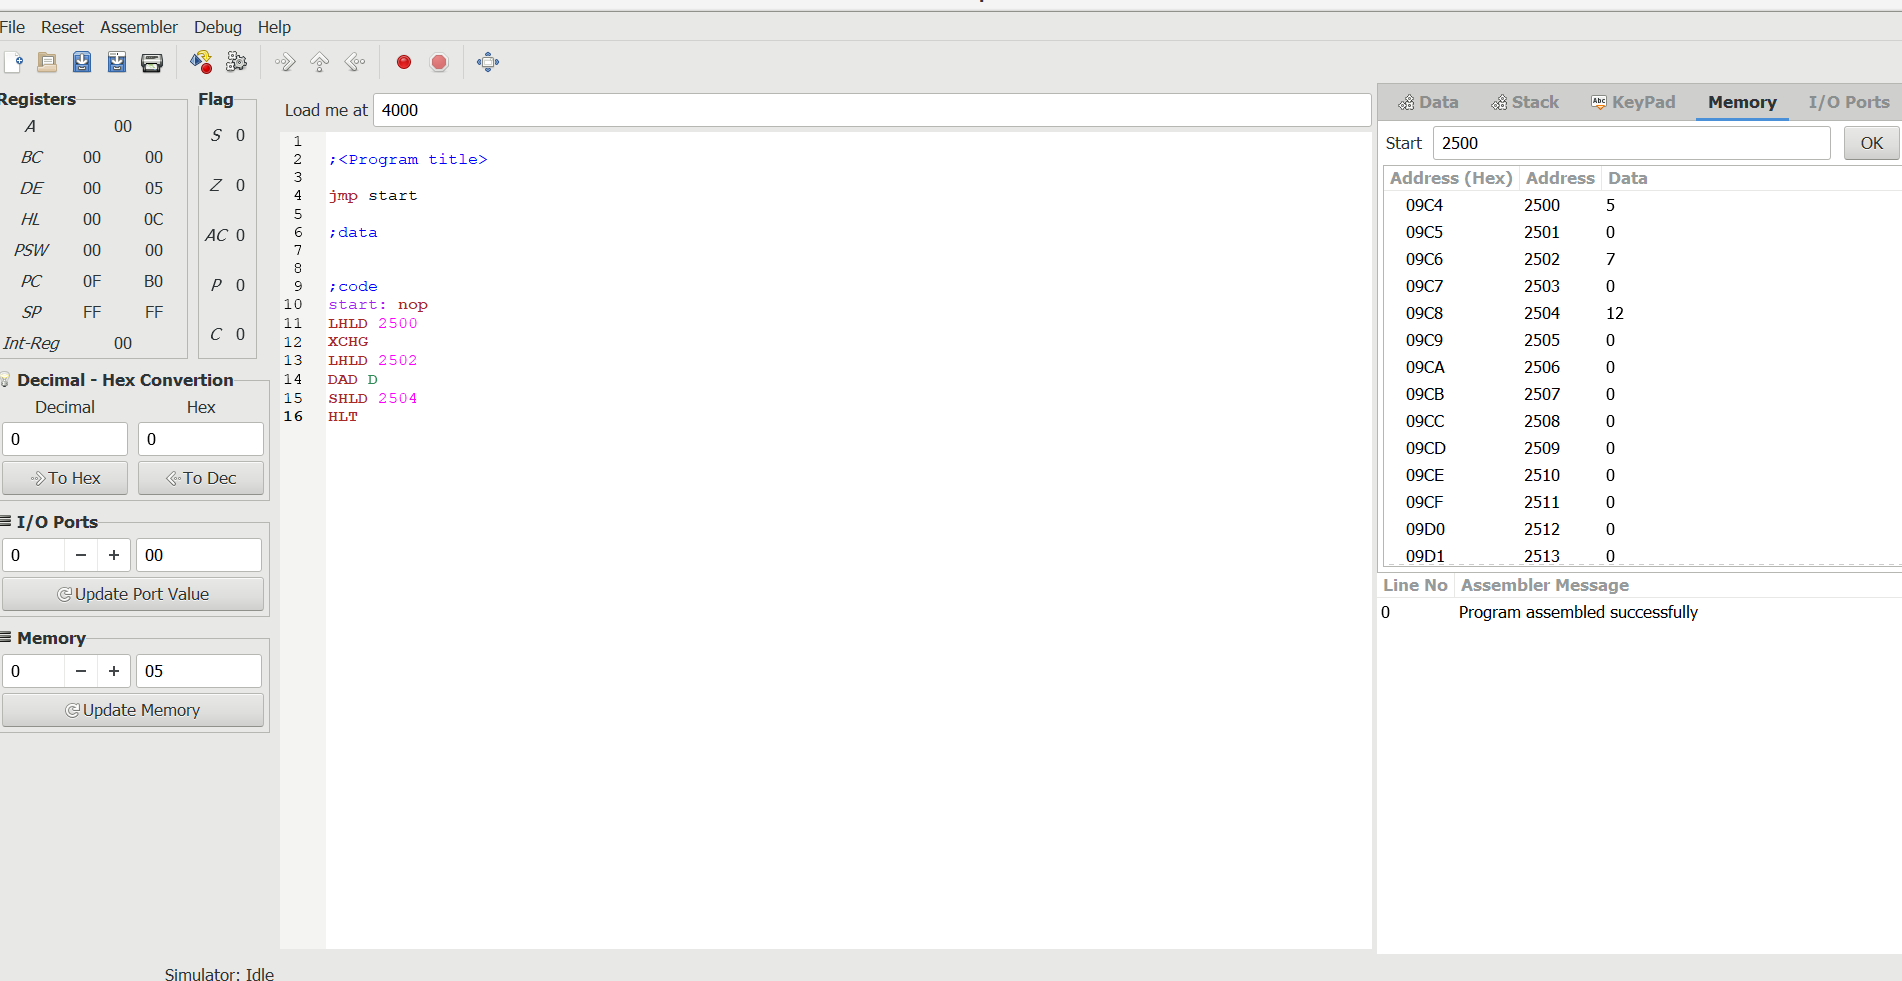 File Reset Assembler Debug Help
Registers
A 00
BC 00 00
DE 00 05
HL 00 0C
PSW 00 00
PC 0F B0
SP FF FF
Int-Reg 00
Flag
S 0
Z 0
AC 0
P 0
C 0
Decimal - Hex Convertion
Decimal Hex
0 0
To Hex To Dec
I/O Ports
0 − + 00
Update Port Value
Memory
0 − + 05
Update Memory
Load me at 4000
1
2 ;<Program title>
3
4 jmp start
5
6 ;data
7
8
9 ;code
10 start: nop
11 LHLD 2500
12 XCHG
13 LHLD 2502
14 DAD D
15 SHLD 2504
16 HLT
Data Stack KeyPad Memory I/O Ports
Start 2500 OK
Address (Hex) Address Data
09C4 2500 5
09C5 2501 0
09C6 2502 7
09C7 2503 0
09C8 2504 12
09C9 2505 0
09CA 2506 0
09CB 2507 0
09CC 2508 0
09CD 2509 0
09CE 2510 0
09CF 2511 0
09D0 2512 0
09D1 2513 0
Line No Assembler Message
0 Program assembled successfully
Simulator: Idle